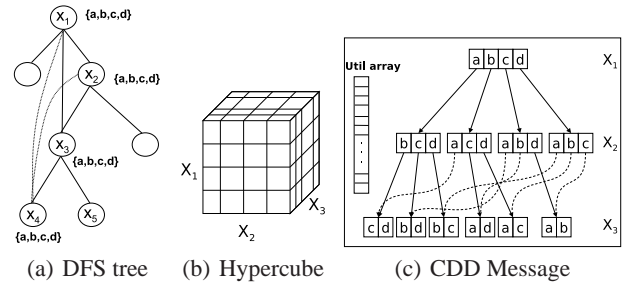 X1 {a,b,c,d}
X2 {a,b,c,d}
X3
{a,b,c,d}
X4 X5
{a,b,c,d}
(a) DFS tree
X1
X2
X3
(b) Hypercube
Util array
a b c d X1
b c d a c d a b d a b c X2
c d b d b c a d a c a b X3
(c) CDD Message